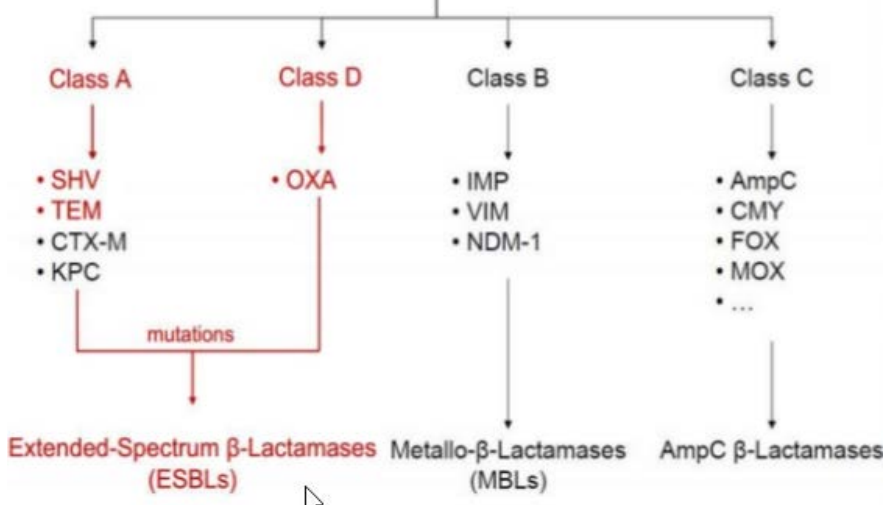 Class A
Class D
Class B
Class C
• SHV
• TEM
• CTX-M
• KPC
• OXA
• IMP
• VIM
• NDM-1
• AmpC
• CMY
• FOX
• MOX
• ...
mutations
Extended-Spectrum β-Lactamases
(ESBLs)
Metallo-β-Lactamases
(MBLs)
AmpC β-Lactamases